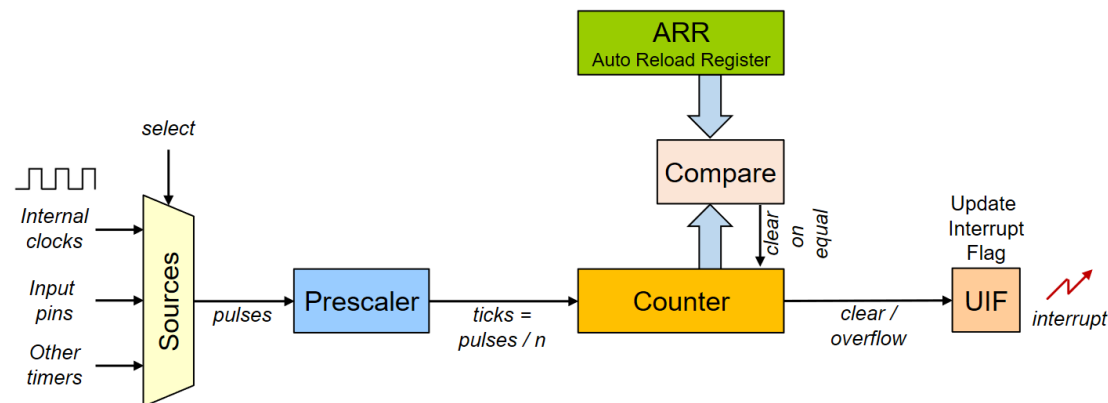 ARR
Auto Reload Register
select
Compare
Internal
clocks
clear
on
equal
Update
Interrupt
Flag
Sources
Input
pins
pulses
Prescaler
ticks =
pulses / n
Counter
clear /
overflow
UIF
interrupt
Other
timers